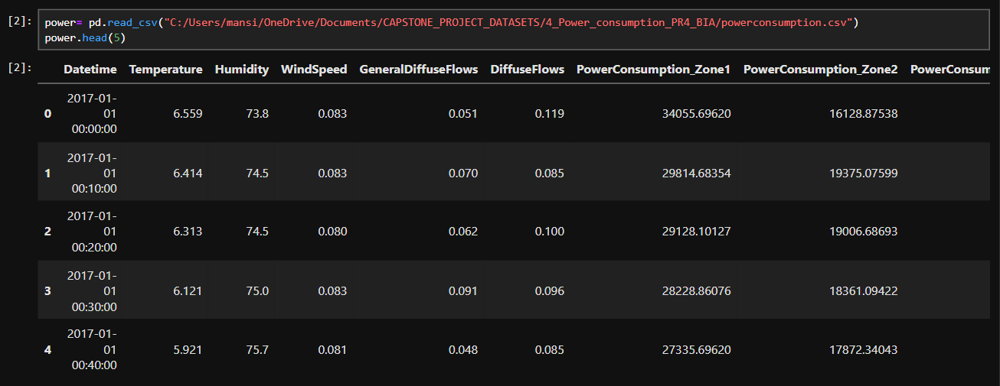 [2]: power= pd.read_csv("C:/Users/mansi/OneDrive/Documents/CAPSTONE_PROJECT_DATASETS/4_Power_consumption_PR4_BIA/powerconsumption.csv")
power.head(5)
[2]: Datetime Temperature Humidity WindSpeed GeneralDiffuseFlows DiffuseFlows PowerConsumption_Zone1 PowerConsumption_Zone2 PowerConsum
2017-01-
0 01 6.559 73.8 0.083 0.051 0.119 34055.69620 16128.87538
00:00:00
2017-01-
1 01 6.414 74.5 0.083 0.070 0.085 29814.68354 19375.07599
00:10:00
2017-01-
2 01 6.313 74.5 0.080 0.062 0.100 29128.10127 19006.68693
00:20:00
2017-01-
3 01 6.121 75.0 0.083 0.091 0.096 28228.86076 18361.09422
00:30:00
2017-01-
4 01 5.921 75.7 0.081 0.048 0.085 27335.69620 17872.34043
00:40:00